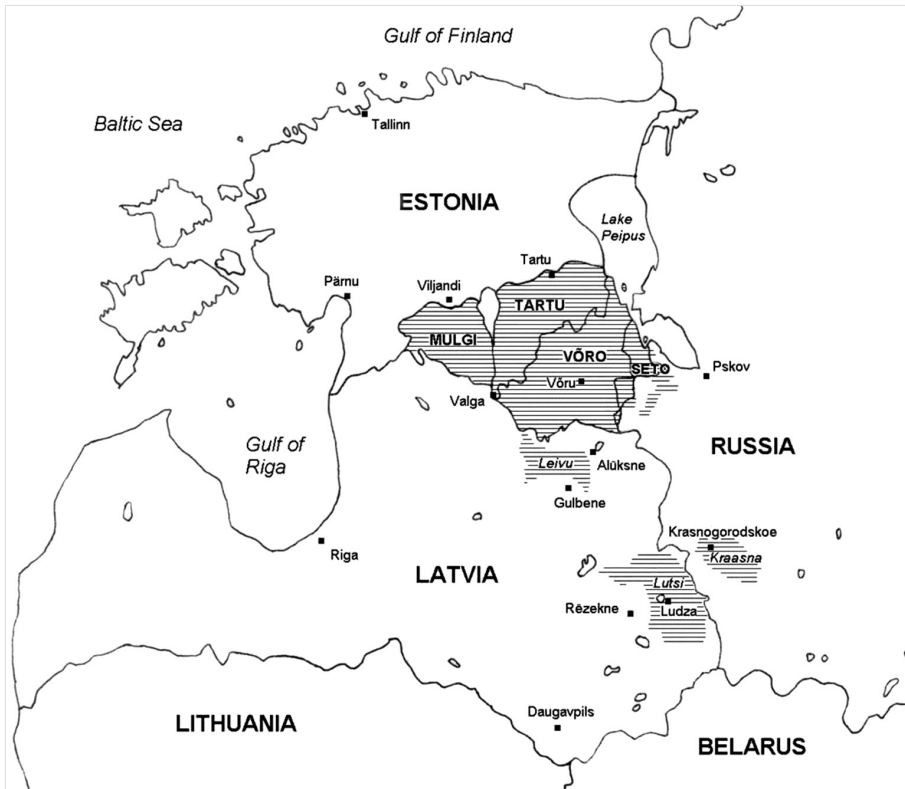 Gulf of Finland
Baltic Sea
Tallinn
ESTONIA
Lake
Peipus
Tartu
Pärnu
Viljandi
TARTU
MULGI
VÕRO
SETO
Pskov
Võru
Valga
Gulf of
Riga
RUSSIA
Leivu
Alūksne
Gulbene
Krasnogorodskoe
Kraasna
Riga
LATVIA
Lutsi
Rēzekne
Ludza
Daugavpils
LITHUANIA
BELARUS